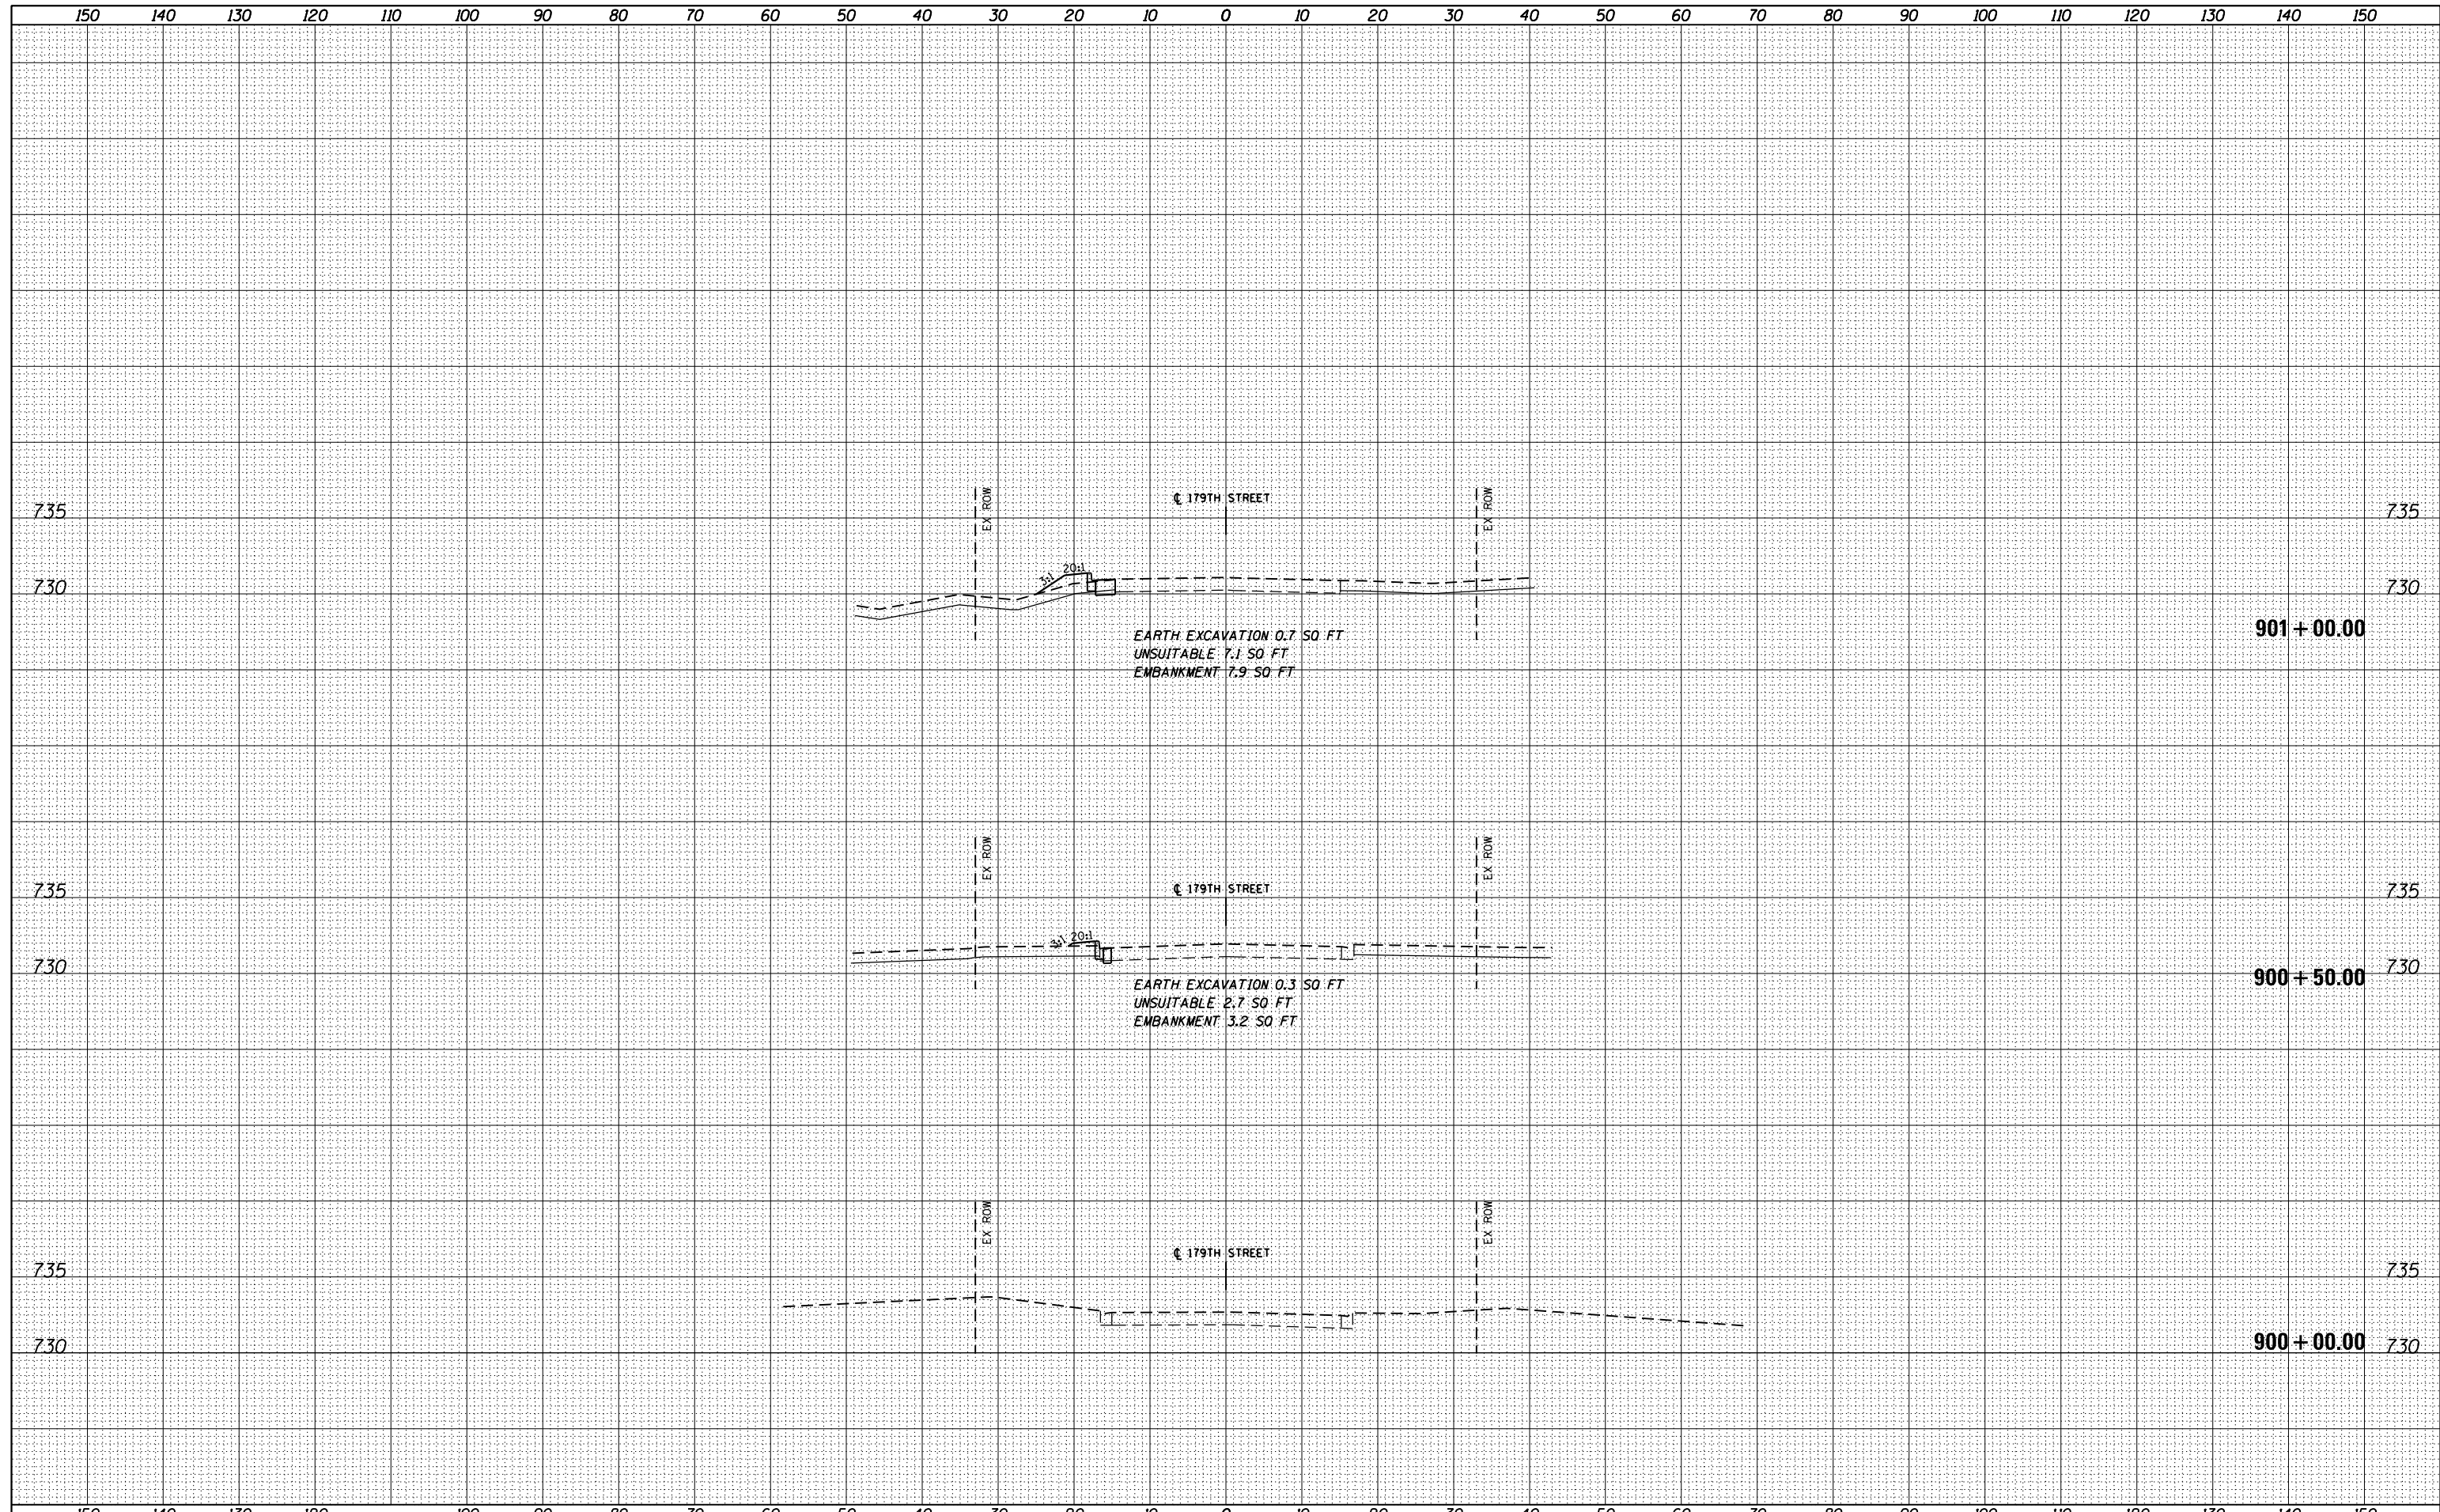 150 140 130 120 110 100 90 80 70 60 50 40 30 20 10 0 10 20 30 40 50 60 70 80 90 100 110 120 130 140 150
EX ROW
℄ 179TH STREET
EX ROW
735
735
3:1 20:1
730
730
901+00.00
EARTH EXCAVATION 0.7 SQ FT
UNSUITABLE 7.1 SQ FT
EMBANKMENT 7.9 SQ FT
EX ROW
℄ 179TH STREET
EX ROW
735
735
3:1 20:1
730
900+50.00 730
EARTH EXCAVATION 0.3 SQ FT
UNSUITABLE 2.7 SQ FT
EMBANKMENT 3.2 SQ FT
EX ROW
℄ 179TH STREET
EX ROW
735
735
730
900+00.00 730